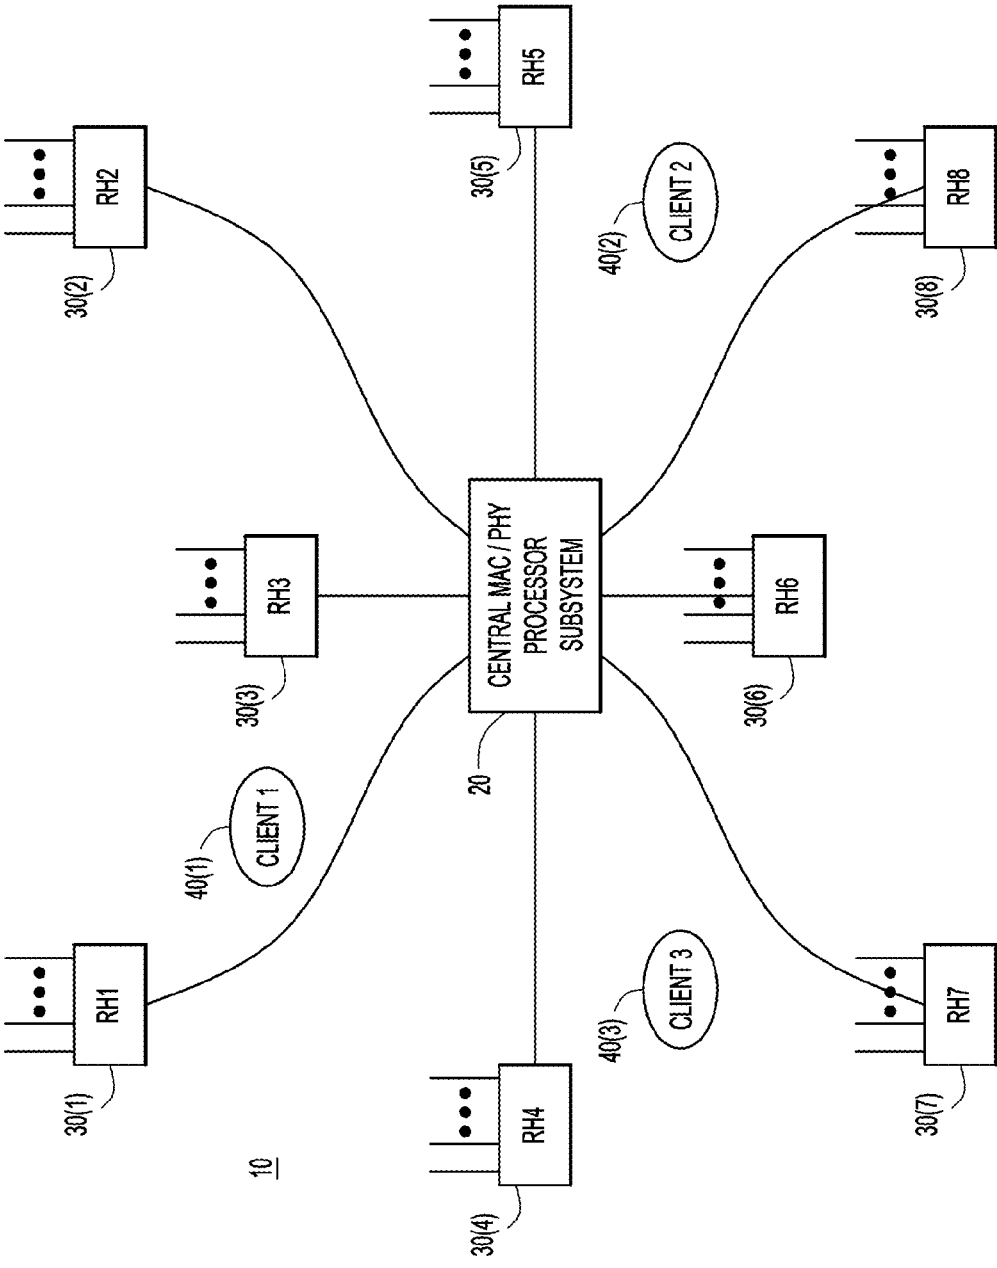 10
30(1)
RH1
30(2)
RH2
40(1)
CLIENT 1
30(3)
RH3
30(4)
RH4
20
CENTRAL MAC / PHY
PROCESSOR
SUBSYSTEM
30(5)
RH5
40(3)
CLIENT 3
40(2)
CLIENT 2
30(6)
RH6
30(7)
RH7
30(8)
RH8